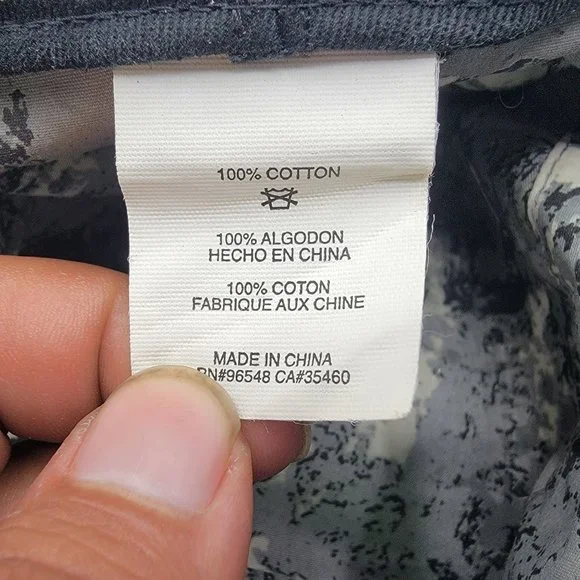 100% COTTON
100% ALGODON
HECHO EN CHINA
100% COTON
FABRIQUE AUX CHINE
MADE IN CHINA
RN#96548 CA#35460